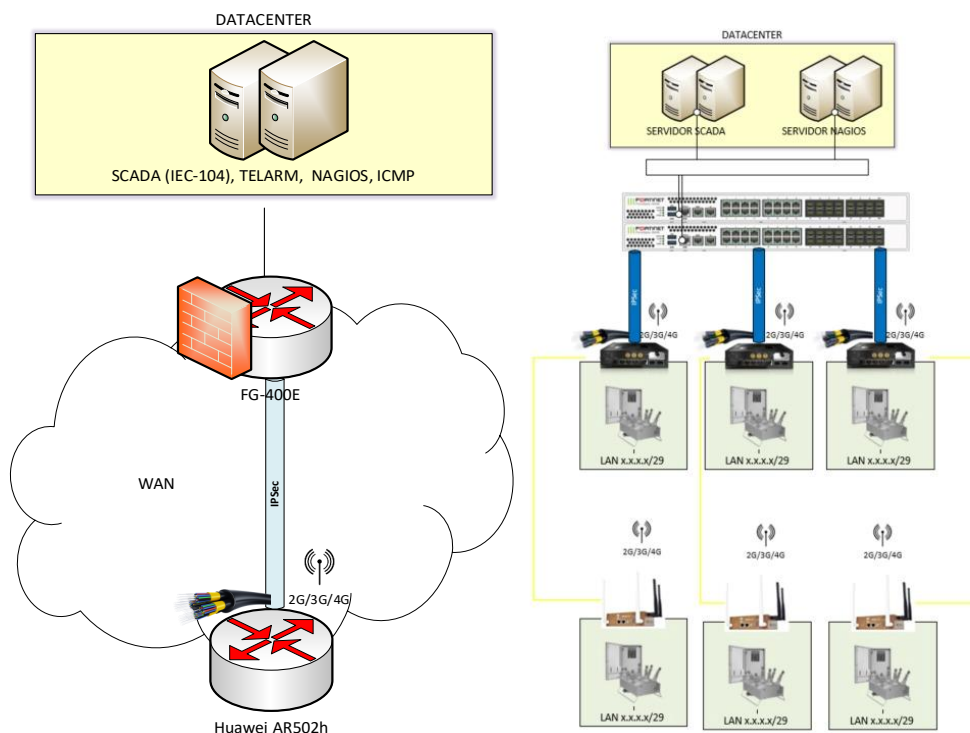 DATACENTER
SCADA (IEC-104), TELARM, NAGIOS, ICMP
FG-400E
WAN
IPSec
2G/3G/4G
Huawei AR502h
DATACENTER
SERVIDOR SCADA
SERVIDOR NAGIOS
FORTINET
FORTINET
IPSec
IPSec
IPSec
2G/3G/4G
2G/3G/4G
2G/3G/4G
LAN x.x.x.x/29
LAN x.x.x.x/29
LAN x.x.x.x/29
2G/3G/4G
2G/3G/4G
2G/3G/4G
LAN x.x.x.x/29
LAN x.x.x.x/29
LAN x.x.x.x/29